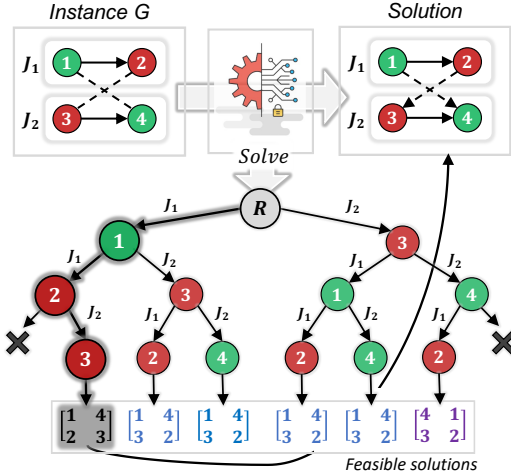 Instance G
Solution
J1 1 2
J1 1 2
J2 3 4
J2 3 4
Solve
R
J1 J2
1 3
J1 J2 J1 J2
2 3 1 4
J2 J1 J2 J1 J2 J1
3 2 4 2 4 2
[1 4 [1 4 [1 4 [1 4 [1 4 [4 1
2 3] 3 2] 3 2] 3 2] 3 2] 3 2]
Feasible solutions